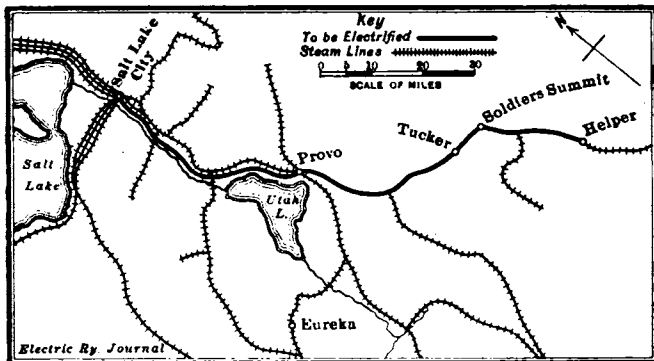 Key
To be Electrified
Steam Lines
0 10 20 30
SCALE OF MILES
N
Salt Lake
City
Soldiers Summit
Tucker
Helper
Provo
Salt
Lake
Utah
L.
Eureka
Electric Ry. Journal